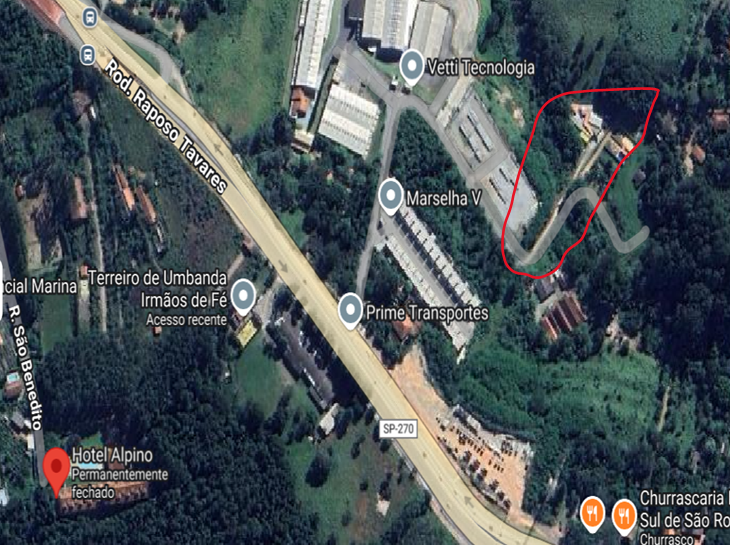 Rod. Raposo Tavares
Vetti Tecnologia
Marselha V
cial Marina
Terreiro de Umbanda
Irmãos de Fé
Acesso recente
Prime Transportes
R. São Benedito
SP-270
Hotel Alpino
Permanentemente
fechado
Churrascaria
Sul de São Ro
Churrasco